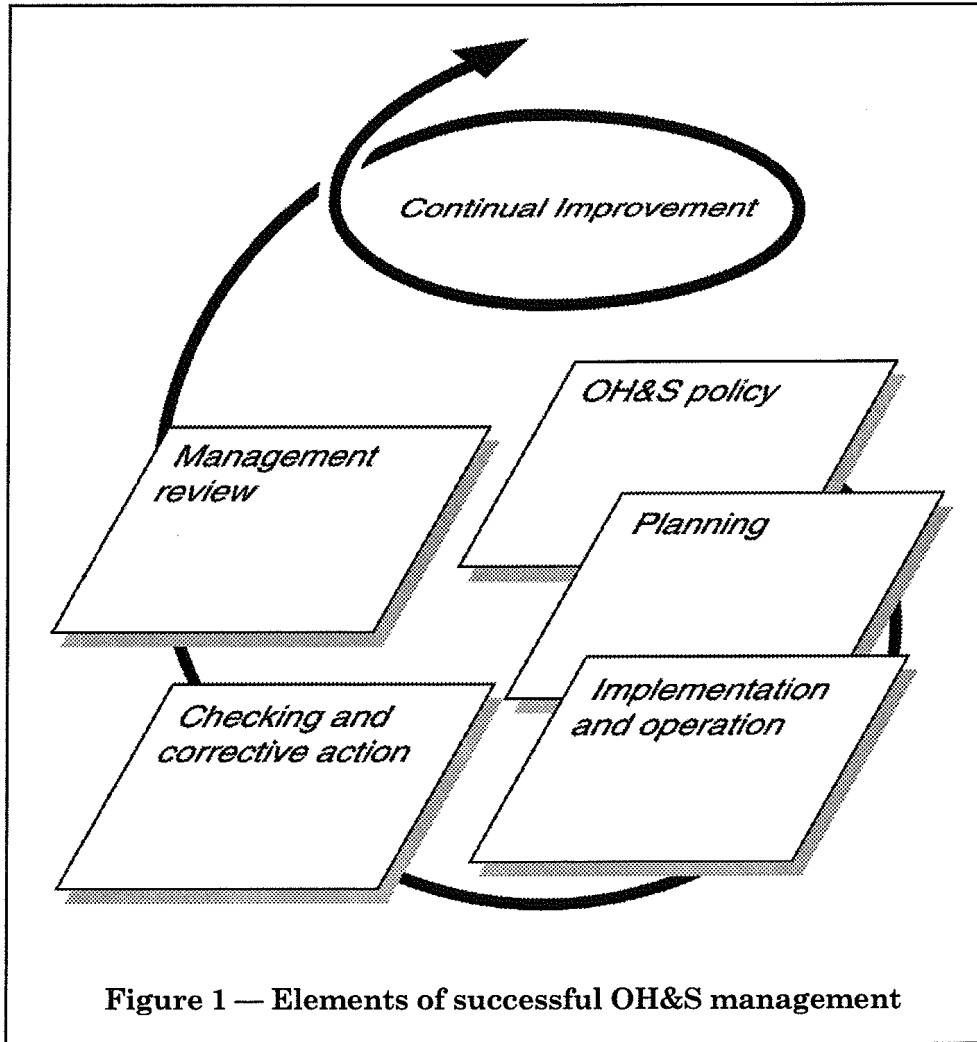 Continual Improvement
OH&S policy
Management
review
Planning
Implementation
and operation
Checking and
corrective action
Figure 1 — Elements of successful OH&S management